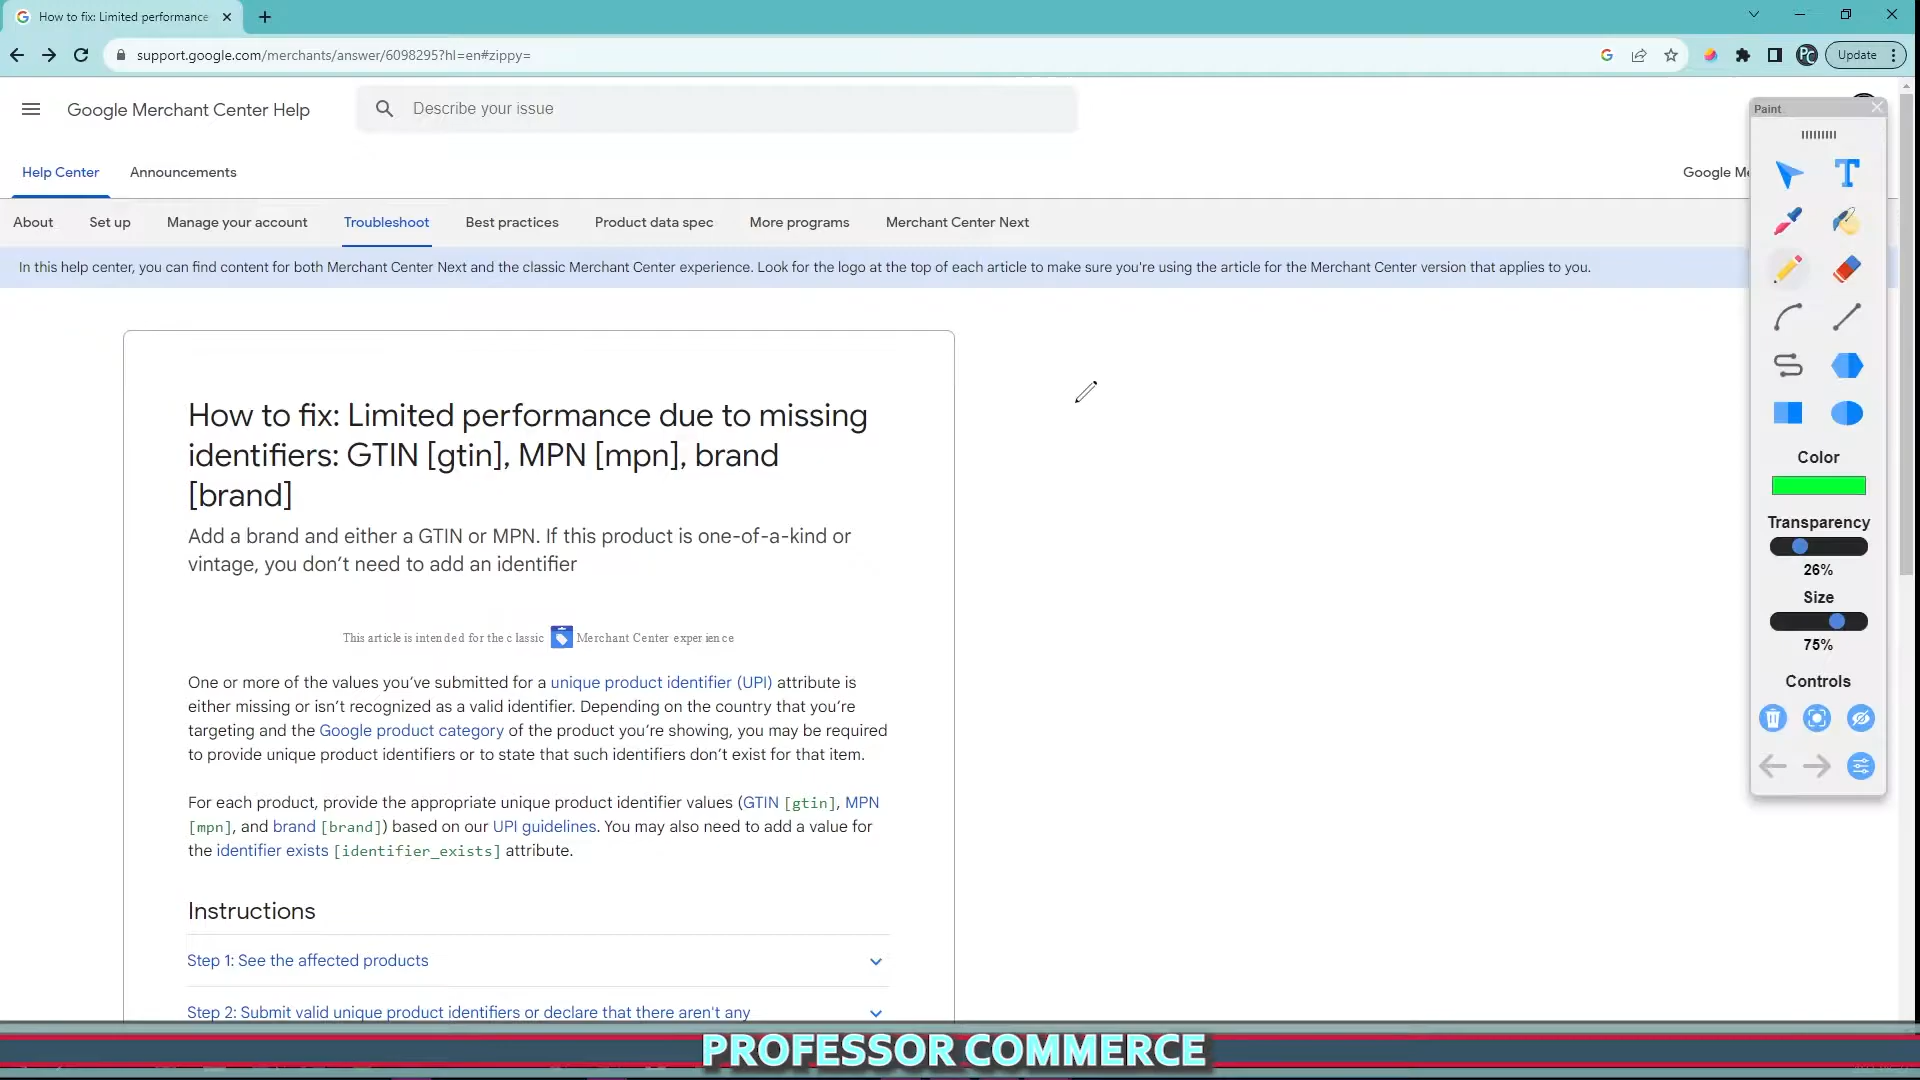 How to fix: Limited performance
support.google.com/merchants/answer/6098295?hl=en#zippy=
Update
Google Merchant Center Help
Describe your issue
Help Center
Announcements
Google Me
About
Set up
Manage your account
Troubleshoot
Best practices
Product data spec
More programs
Merchant Center Next
In this help center, you can find content for both Merchant Center Next and the classic Merchant Center experience. Look for the logo at the top of each article to make sure you're using the article for the Merchant Center version that applies to you.
How to fix: Limited performance due to missing
identifiers: GTIN [gtin], MPN [mpn], brand
[brand]
Add a brand and either a GTIN or MPN. If this product is one-of-a-kind or
vintage, you don’t need to add an identifier
This article is intended for the classic Merchant Center experience
One or more of the values you’ve submitted for a unique product identifier (UPI) attribute is
either missing or isn’t recognized as a valid identifier. Depending on the country that you’re
targeting and the Google product category of the product you’re showing, you may be required
to provide unique product identifiers or to state that such identifiers don’t exist for that item.
For each product, provide the appropriate unique product identifier values (GTIN [gtin], MPN
[mpn], and brand [brand]) based on our UPI guidelines. You may also need to add a value for
the identifier exists [identifier_exists] attribute.
Instructions
Step 1: See the affected products
Step 2: Submit valid unique product identifiers or declare that there aren't any
Paint
T
Color
Transparency
26%
Size
75%
Controls
PROFESSOR COMMERCE